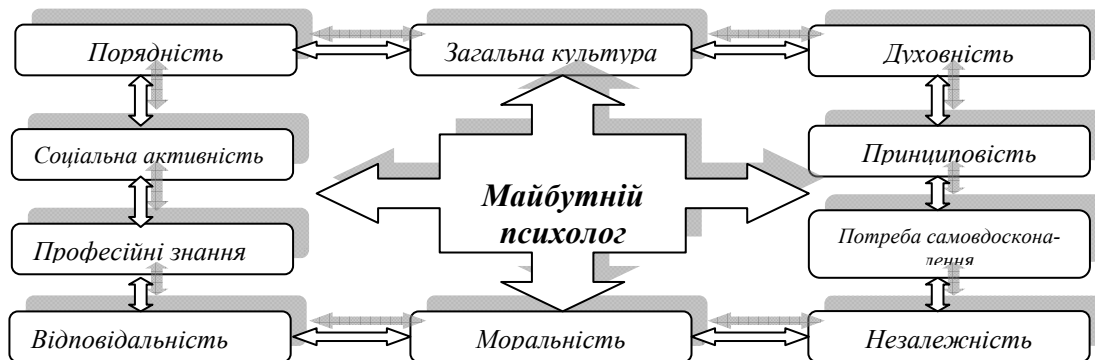 Порядність
Загальна культура
Духовність
Соціальна активність
Принциповість
Майбутній
психолог
Професійні знання
Потреба самовдоскона-
лення
Відповідальність
Моральність
Незалежність